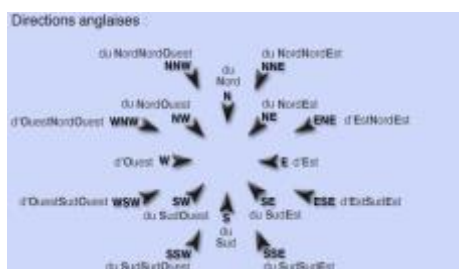 Directions anglaises :
du NordNordOuest
NNW
du NordNordEst
NNE
du
Nord
N
du NordOuest
NW
du NordEst
NE
d'OuestNordOuest WNW
ENE d'EstNordEst
d'Ouest W
E d'Est
d'OuestSudOuest WSW
SW
du SudOuest
S
du
Sud
SE
du SudEst
ESE d'EstSudEst
SSW
du SudSudOuest
SSE
du SudSudEst